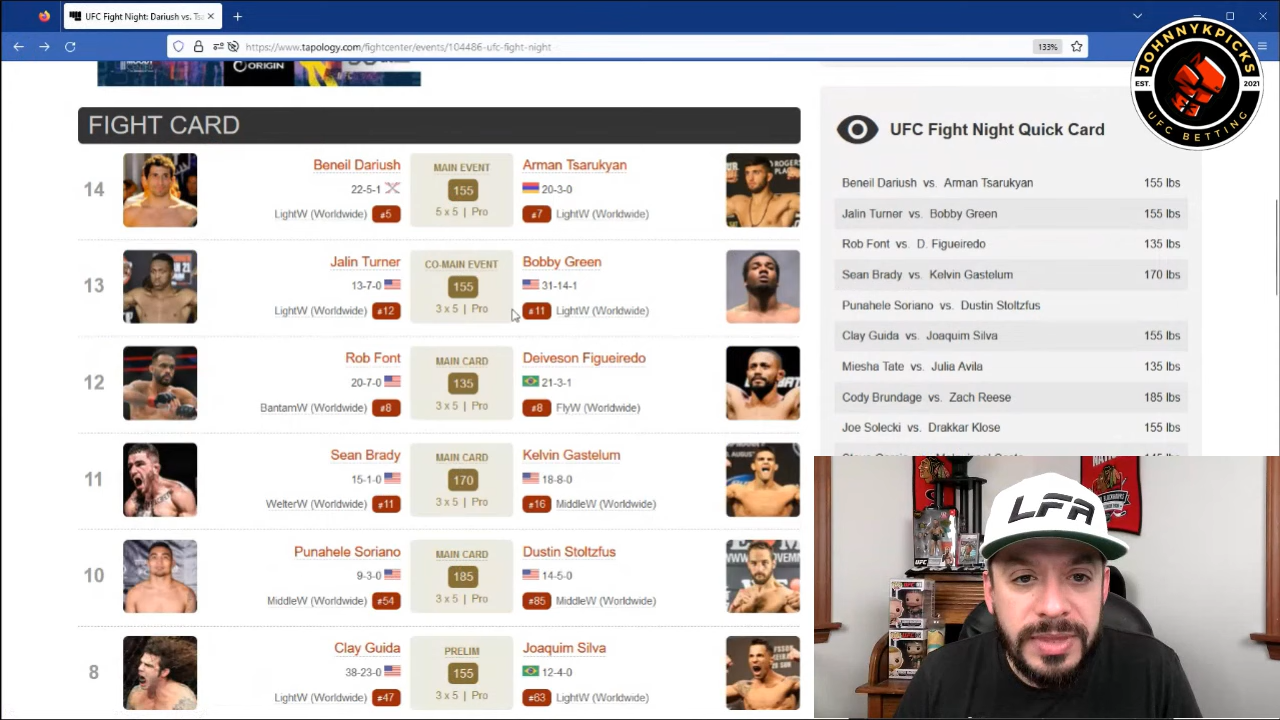 UFC Fight Night: Dariush vs. Tsa
https://www.tapology.com/fightcenter/events/104486-ufc-fight-night
133%
JOHNNYKPICKS
EST. 2021
UFC BETTING
ORIGIN
FIGHT CARD
14
Beneil Dariush
22-5-1
LightW (Worldwide) #5
MAIN EVENT
155
5 x 5 | Pro
Arman Tsarukyan
20-3-0
#7 LightW (Worldwide)
13
Jalin Turner
13-7-0
LightW (Worldwide) #12
CO-MAIN EVENT
155
3 x 5 | Pro
Bobby Green
31-14-1
#11 LightW (Worldwide)
12
Rob Font
20-7-0
BantamW (Worldwide) #8
MAIN CARD
135
3 x 5 | Pro
Deiveson Figueiredo
21-3-1
#8 FlyW (Worldwide)
11
Sean Brady
15-1-0
WelterW (Worldwide) #11
MAIN CARD
170
3 x 5 | Pro
Kelvin Gastelum
18-8-0
#16 MiddleW (Worldwide)
10
Punahele Soriano
9-3-0
MiddleW (Worldwide) #54
MAIN CARD
185
3 x 5 | Pro
Dustin Stoltzfus
14-5-0
#85 MiddleW (Worldwide)
8
Clay Guida
38-23-0
LightW (Worldwide) #47
PRELIM
155
3 x 5 | Pro
Joaquim Silva
12-4-0
#63 LightW (Worldwide)
UFC Fight Night Quick Card
Beneil Dariush vs. Arman Tsarukyan 155 lbs
Jalin Turner vs. Bobby Green 155 lbs
Rob Font vs. D. Figueiredo 135 lbs
Sean Brady vs. Kelvin Gastelum 170 lbs
Punahele Soriano vs. Dustin Stoltzfus
Clay Guida vs. Joaquim Silva 155 lbs
Miesha Tate vs. Julia Avila 135 lbs
Cody Brundage vs. Zach Reese 185 lbs
Joe Solecki vs. Drakkar Klose 155 lbs
LFA